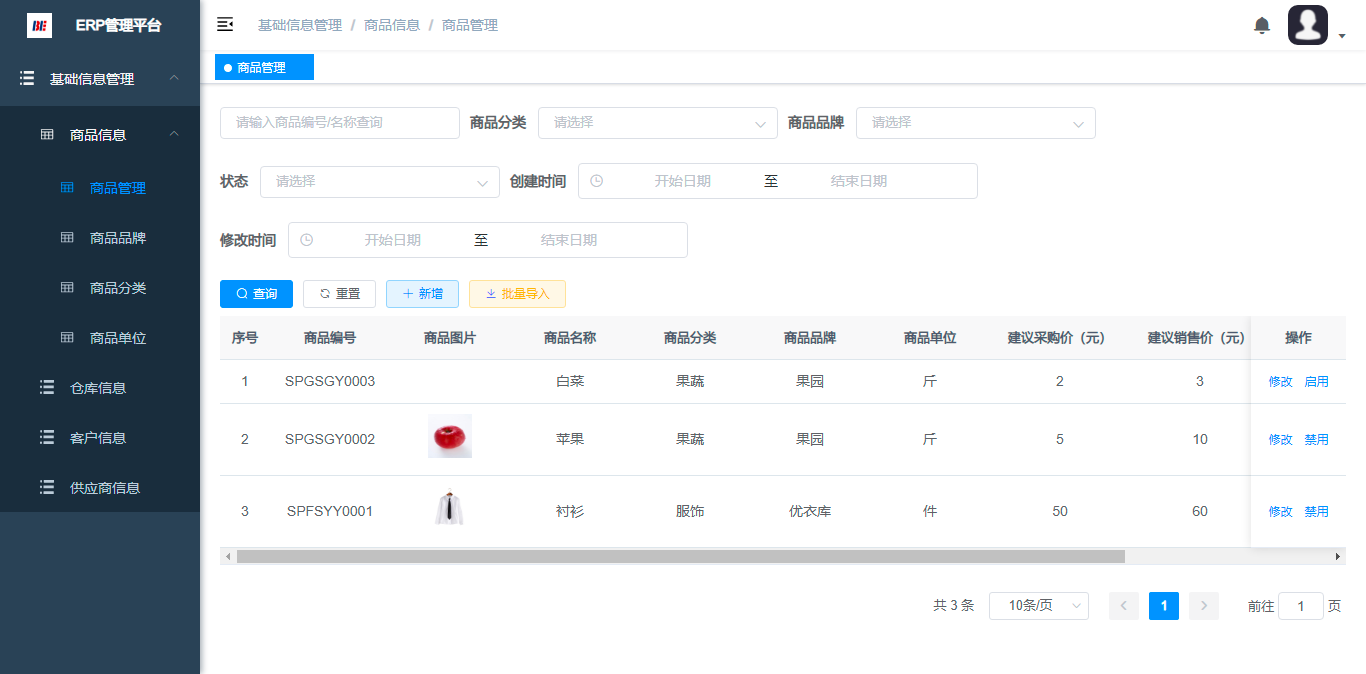 ERP管理平台
基础信息管理 / 商品信息 / 商品管理
基础信息管理
商品信息
商品管理
商品品牌
商品分类
商品单位
仓库信息
客户信息
供应商信息
商品管理
请输入商品编号/名称查询 商品分类 请选择 商品品牌 请选择
状态 请选择 创建时间 开始日期 至 结束日期
修改时间 开始日期 至 结束日期
查询 重置 新增 批量导入
序号 商品编号 商品图片 商品名称 商品分类 商品品牌 商品单位 建议采购价（元） 建议销售价（元） 操作
1 SPGSGY0003 白菜 果蔬 果园 斤 2 3 修改 启用
2 SPGSGY0002 苹果 果蔬 果园 斤 5 10 修改 禁用
3 SPFSYY0001 衬衫 服饰 优衣库 件 50 60 修改 禁用
共 3 条 10条/页 1 前往 1 页